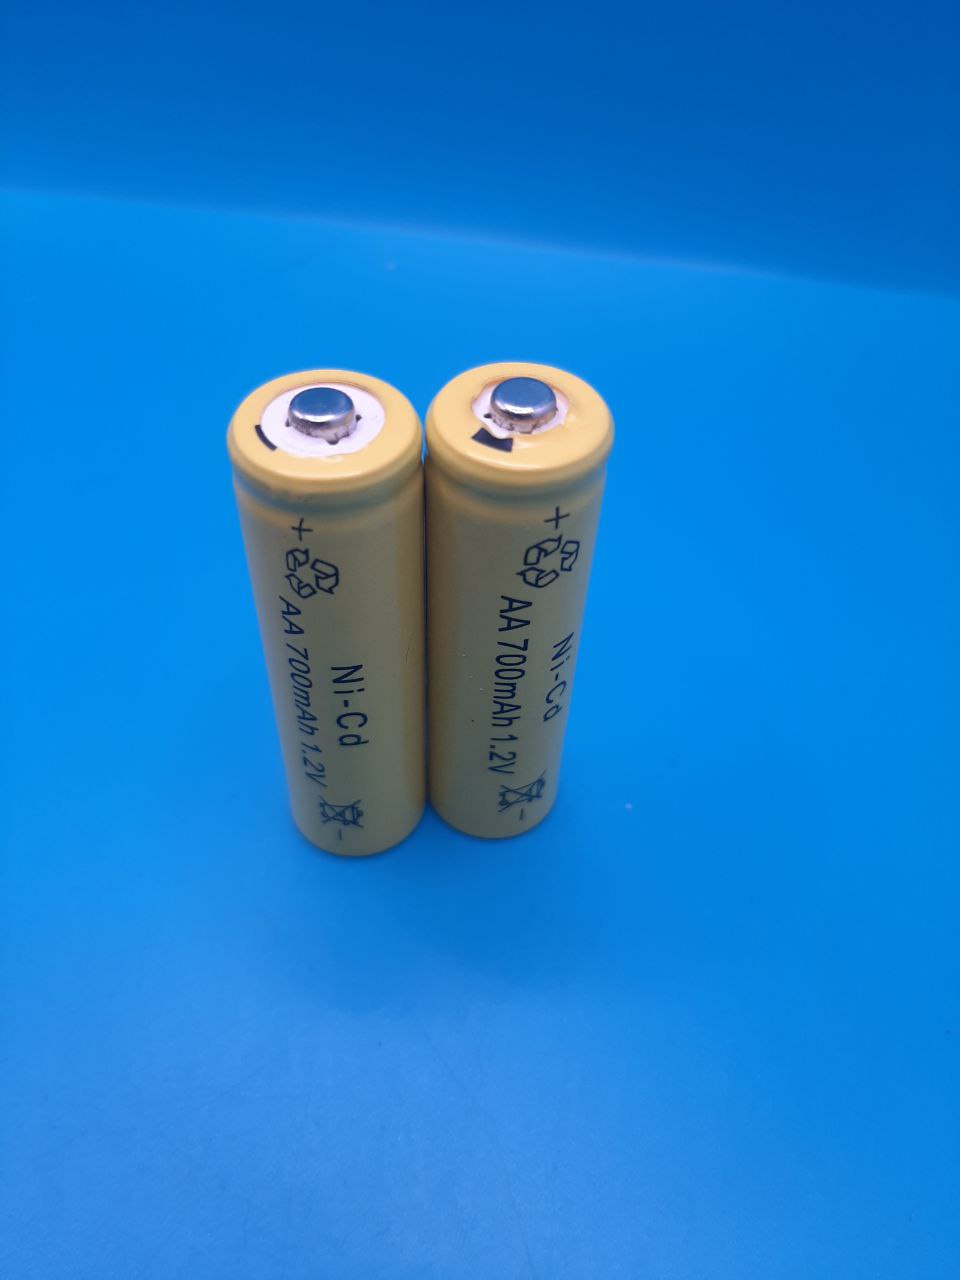 +
Ni-Cd
AA 700mAh 1.2V
-
+
Ni-Cd
AA 700mAh 1.2V
-